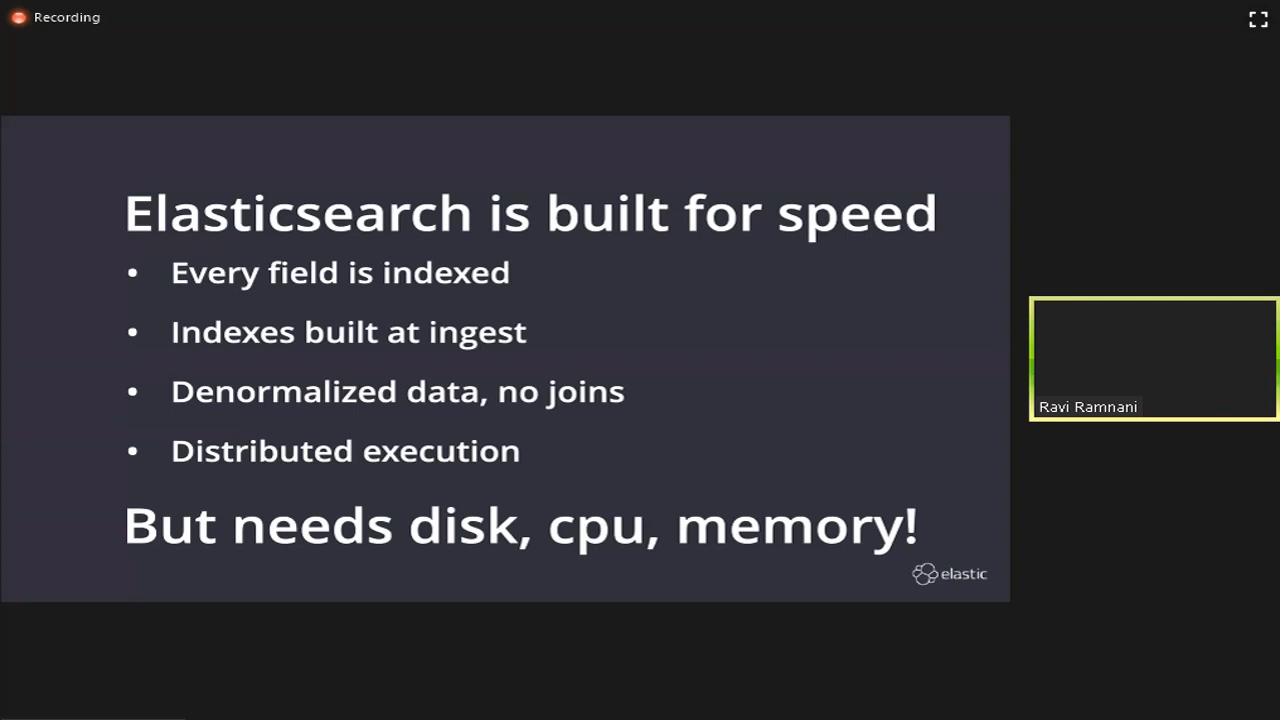 Recording
Elasticsearch is built for speed
• Every field is indexed
• Indexes built at ingest
• Denormalized data, no joins
• Distributed execution
But needs disk, cpu, memory!
elastic
Ravi Ramnani